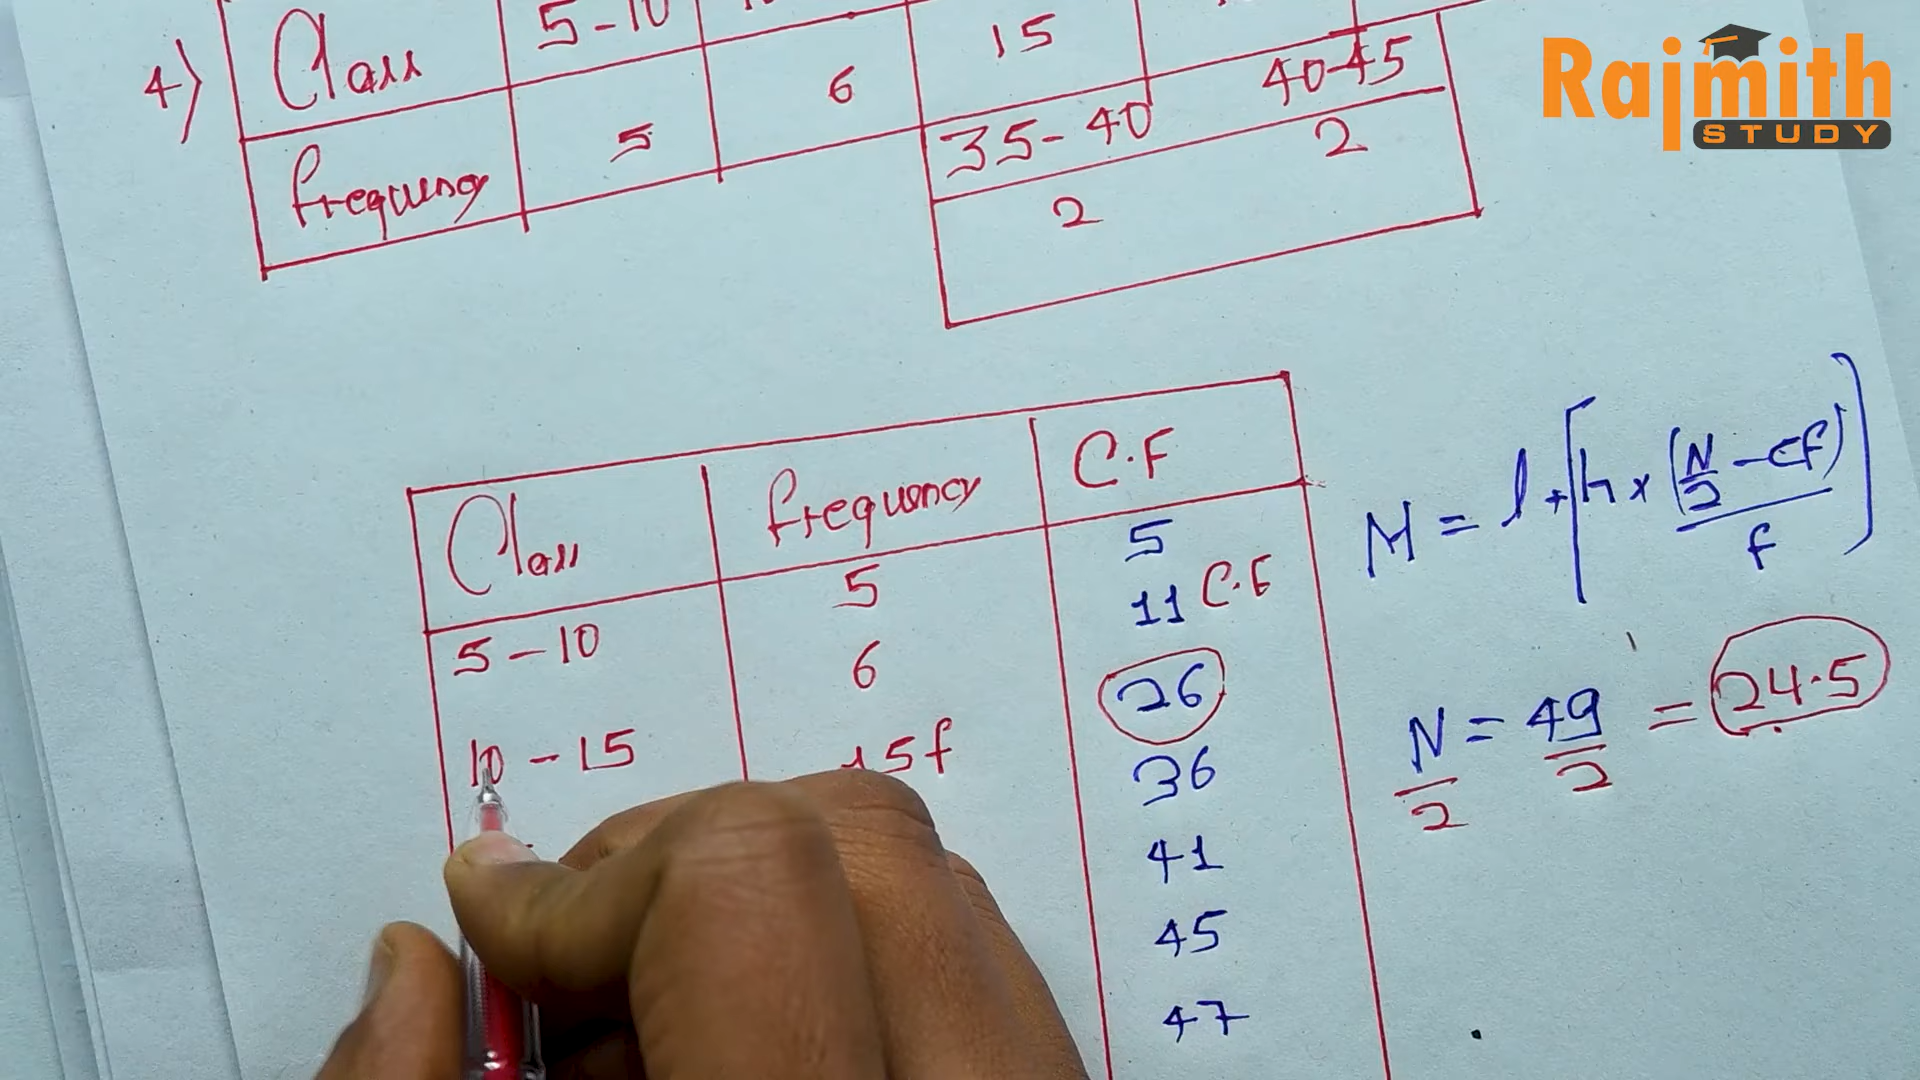 Rajmith
STUDY
4) Class 5-10
15
Frequency 5 6
35-40 40-45
2 2
Class Frequency C.F
5-10 5 5
10-15 6 11 C.F
15 f 26
36
41
45
47
M = l + [h × (N/2 - cf)/f]
N/2 = 49/2 = 24.5